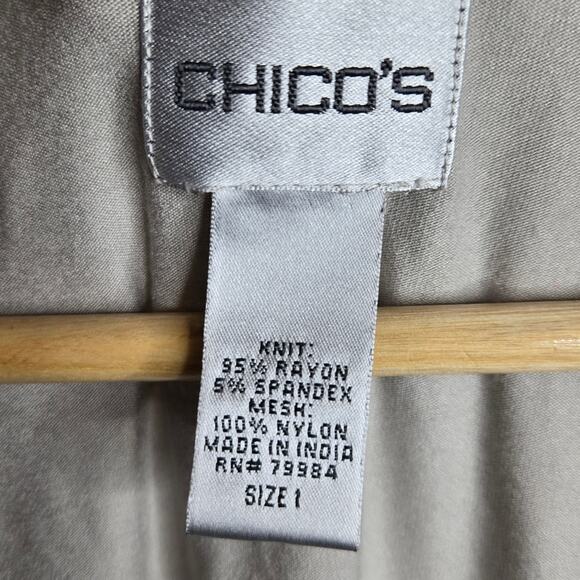 CHICO'S
KNIT:
95% RAYON
5% SPANDEX
MESH:
100% NYLON
MADE IN INDIA
RN# 79984
SIZE 1